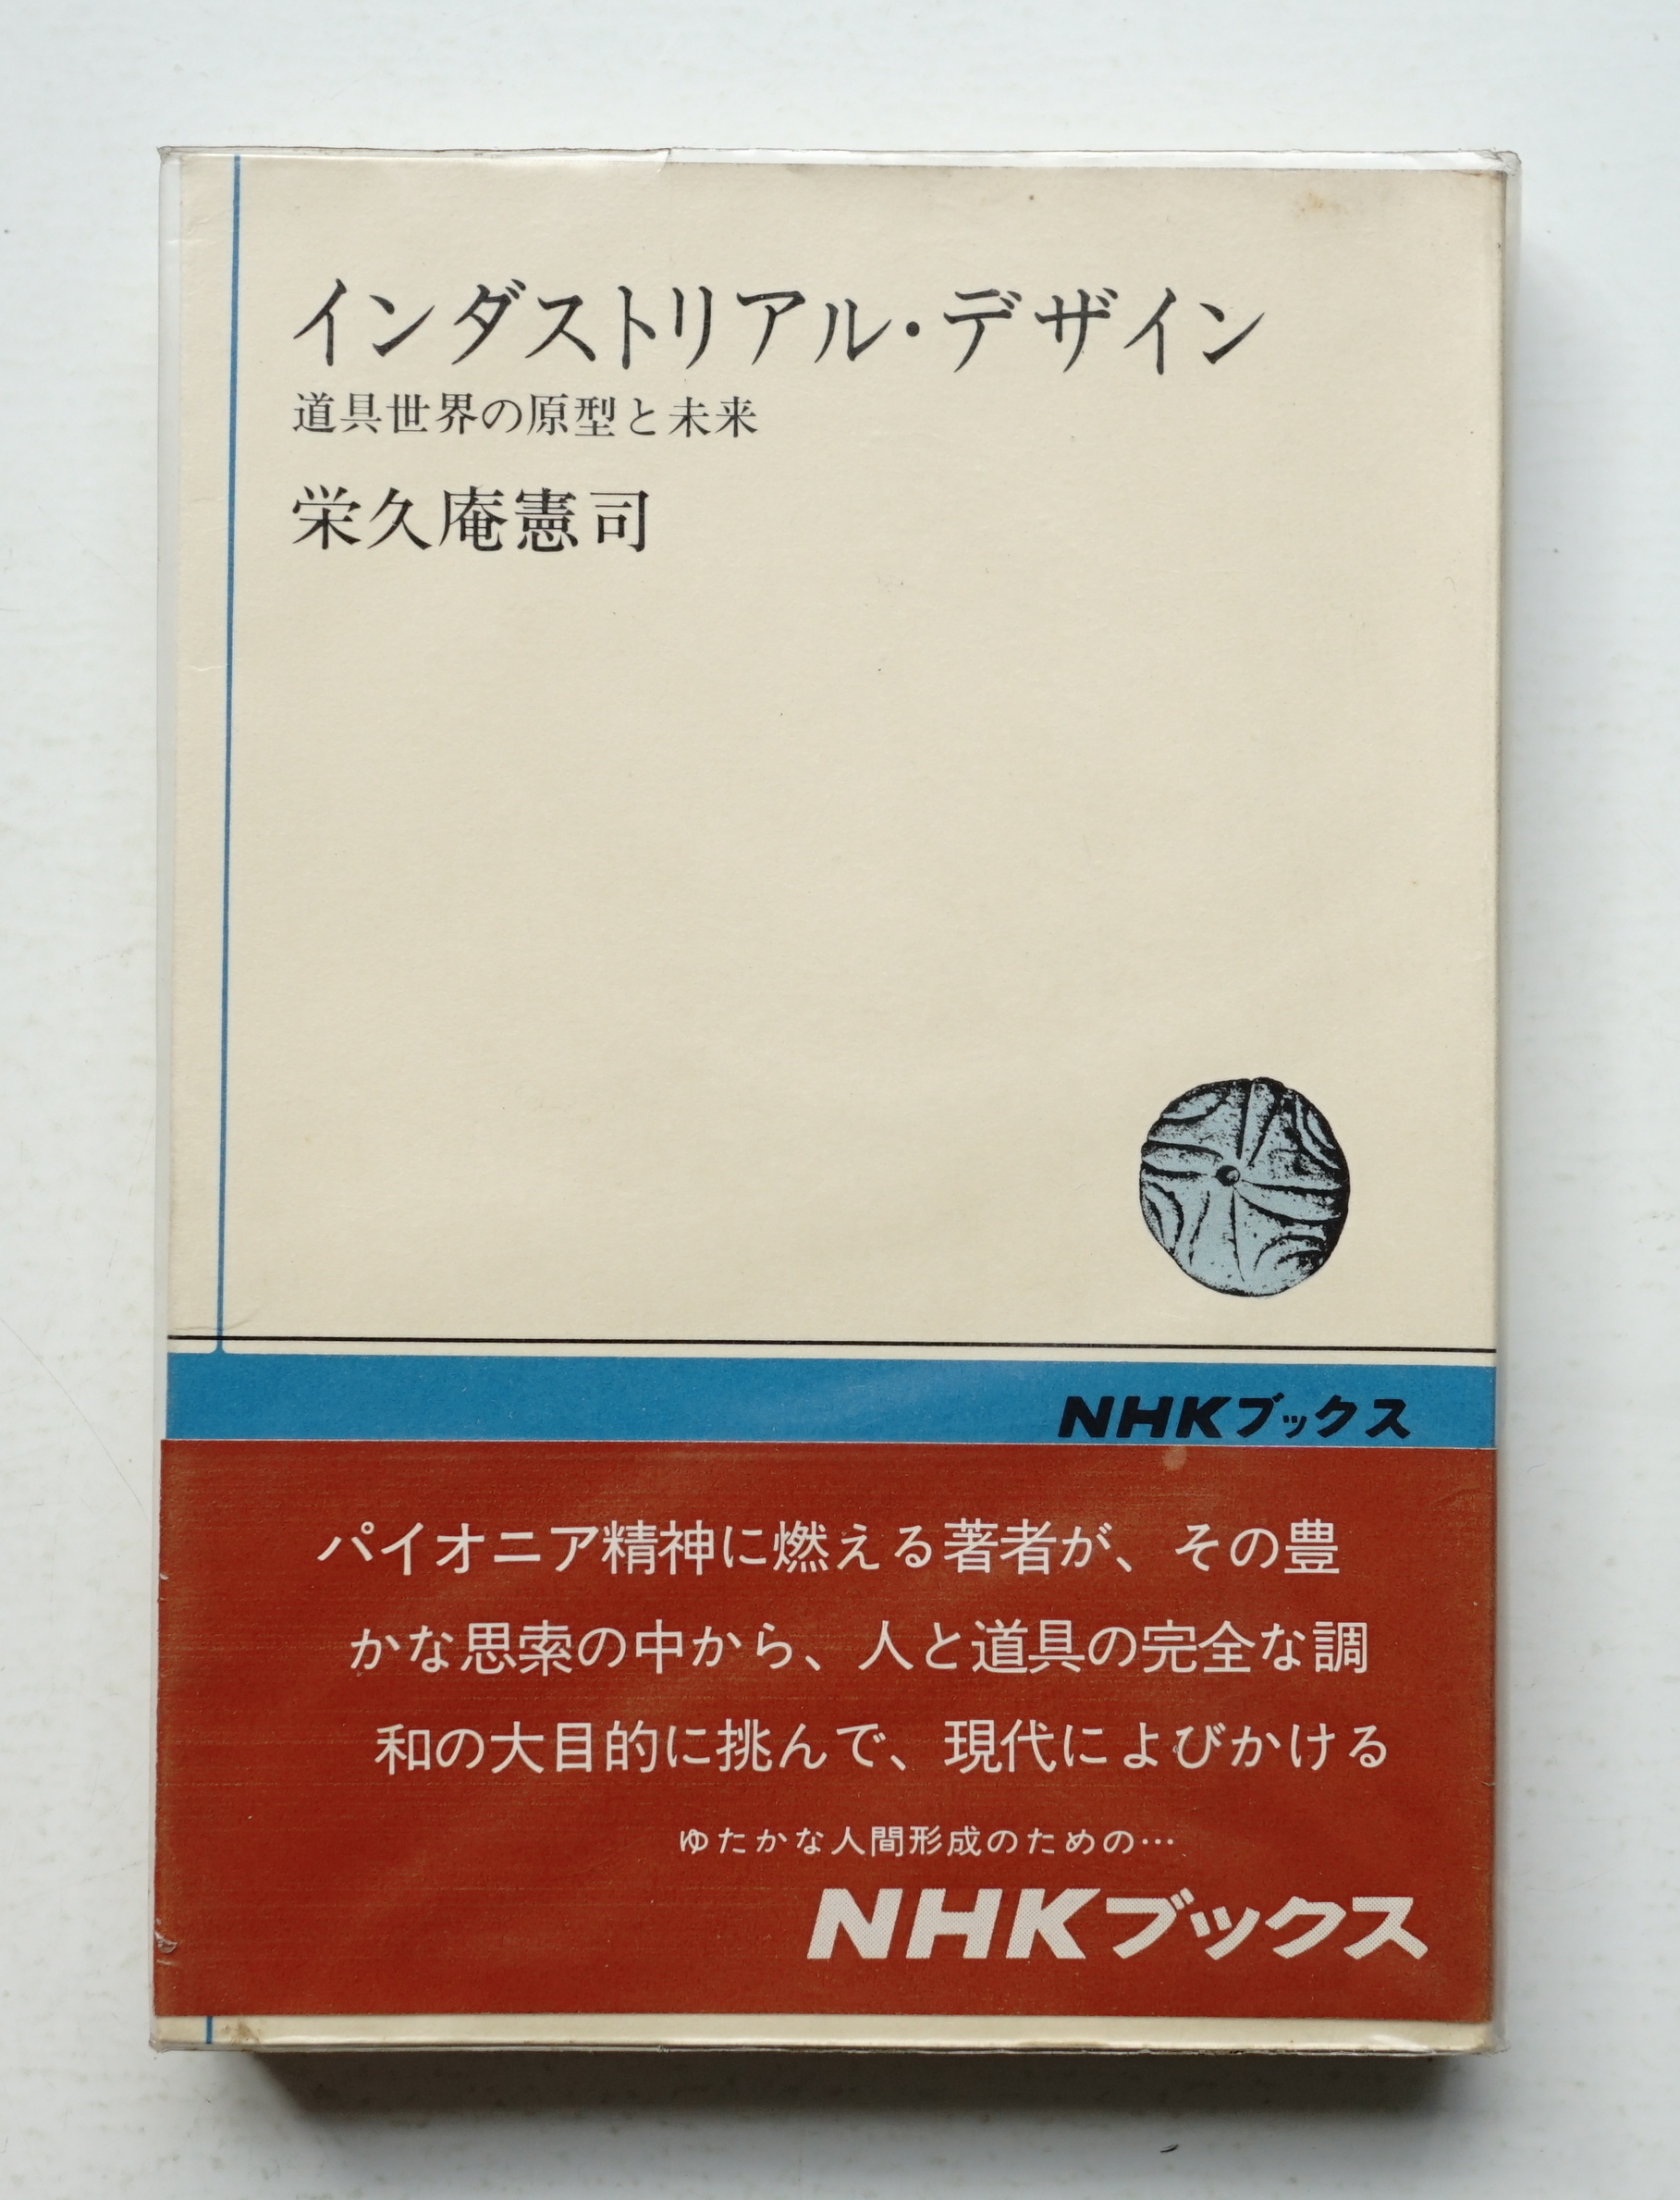 インダストリアル・デザイン
道具世界の原型と未来
栄久庵憲司
NHKブックス
パイオニア精神に燃える著者が、その豊
かな思索の中から、人と道具の完全な調
和の大目的に挑んで、現代によびかける
ゆたかな人間形成のための…
NHKブックス